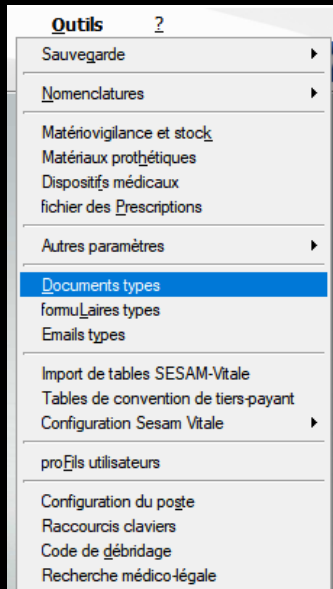 Outils ?
Sauvegarde
Nomenclatures
Matériovigilance et stock
Matériaux prothétiques
Dispositifs médicaux
fichier des Prescriptions
Autres paramètres
Documents types
formuLaires types
Emails types
Import de tables SESAM-Vitale
Tables de convention de tiers-payant
Configuration Sesam Vitale
proFils utilisateurs
Configuration du poste
Raccourcis claviers
Code de débridage
Recherche médico-légale